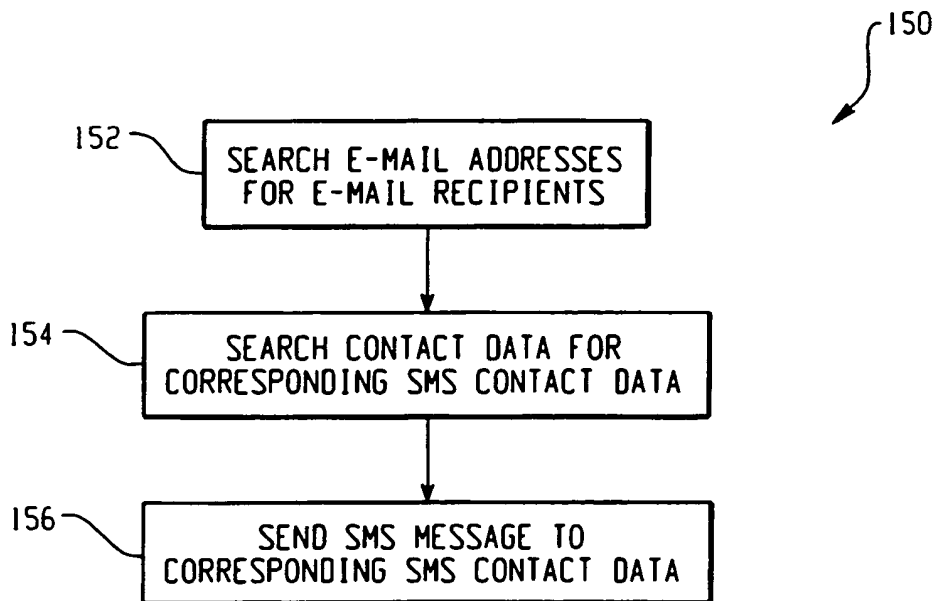 150
152
SEARCH E-MAIL ADDRESSES
FOR E-MAIL RECIPIENTS
154
SEARCH CONTACT DATA FOR
CORRESPONDING SMS CONTACT DATA
156
SEND SMS MESSAGE TO
CORRESPONDING SMS CONTACT DATA